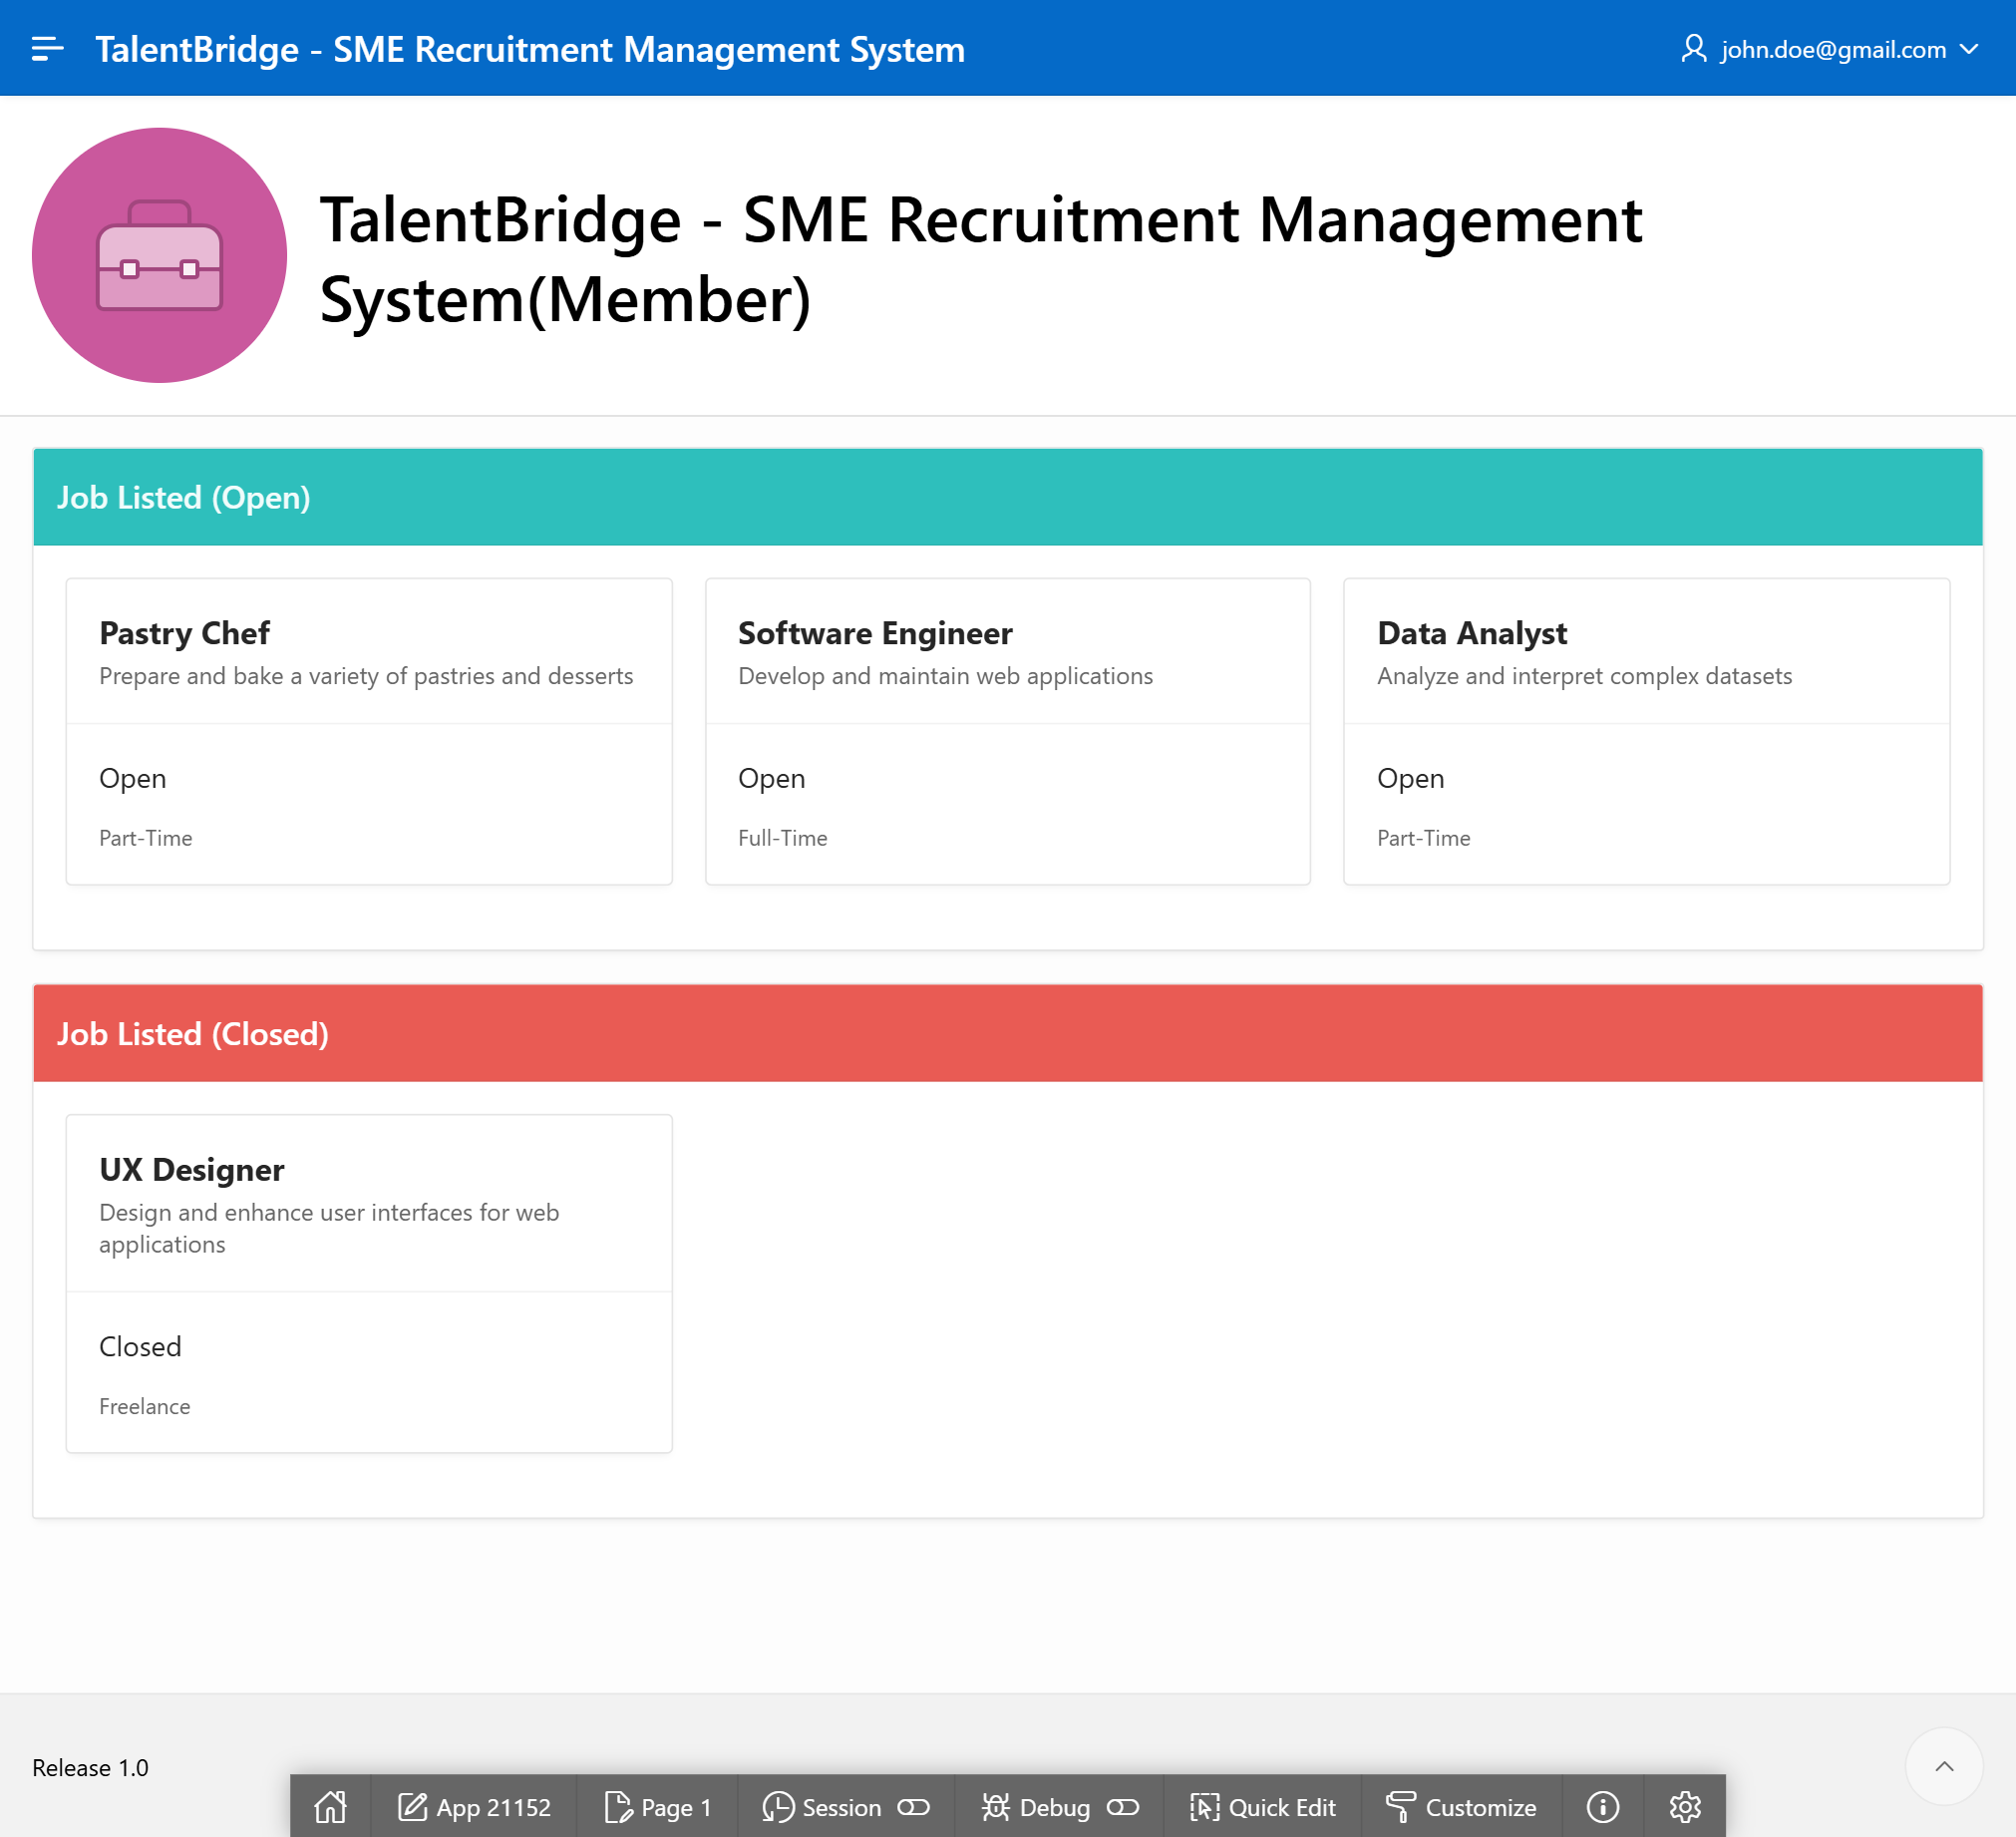 TalentBridge - SME Recruitment Management System
john.doe@gmail.com
TalentBridge - SME Recruitment Management
System(Member)
Job Listed (Open)
Pastry Chef
Prepare and bake a variety of pastries and desserts
Open
Part-Time
Software Engineer
Develop and maintain web applications
Open
Full-Time
Data Analyst
Analyze and interpret complex datasets
Open
Part-Time
Job Listed (Closed)
UX Designer
Design and enhance user interfaces for web
applications
Closed
Freelance
Release 1.0
App 21152
Page 1
Session
Debug
Quick Edit
Customize